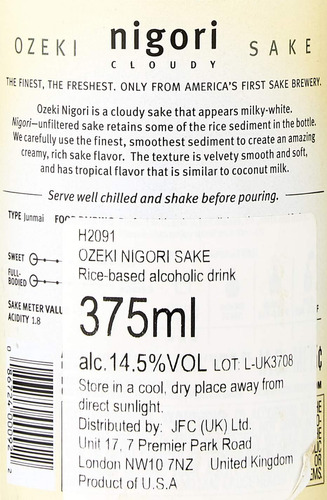 OZEKI nigori SAKE
CLOUDY
THE FINEST, THE FRESHEST. ONLY FROM AMERICA'S FIRST SAKE BREWERY.
Ozeki Nigori is a cloudy sake that appears milky-white.
Nigori—unfiltered sake retains some of the rice sediment in the bottle.
We carefully use the finest, smoothest sediment to create an amazing
creamy, rich sake flavor. The texture is velvety smooth and soft,
and has tropical flavor that is similar to coconut milk.
Serve well chilled and shake before pouring.
TYPE Junmai
SWEET
FULL-
BODIED
SAKE METER VALU
ACIDITY 1.8
H2091
OZEKI NIGORI SAKE
Rice-based alcoholic drink
375ml
alc.14.5%VOL LOT: L-UK3708
Store in a cool, dry place away from
direct sunlight.
Distributed by: JFC (UK) Ltd.
Unit 17, 7 Premier Park Road
London NW10 7NZ United Kingdom
Product of U.S.A